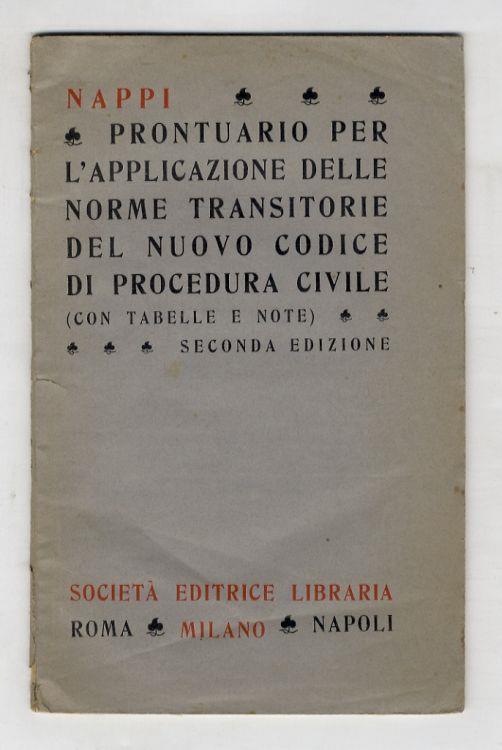 NAPPI
PRONTUARIO PER
L'APPLICAZIONE DELLE
NORME TRANSITORIE
DEL NUOVO CODICE
DI PROCEDURA CIVILE
(CON TABELLE E NOTE)
SECONDA EDIZIONE
SOCIETÀ EDITRICE LIBRARIA
ROMA MILANO NAPOLI